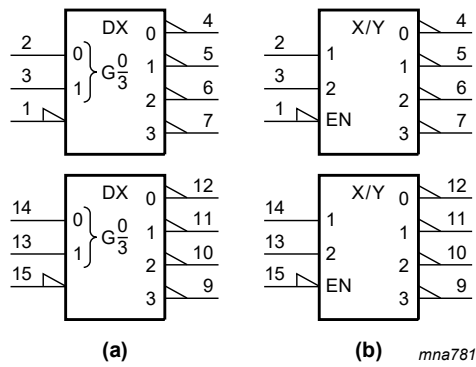 DX 0 4
2 0 1 5
3 1 G 0/3 2 6
1 3 7
X/Y 0 4
2 1 1 5
3 2 2 6
1 EN 3 7
DX 0 12
14 0 1 11
13 1 G 0/3 2 10
15 3 9
X/Y 0 12
14 1 1 11
13 2 2 10
15 EN 3 9
(a)
(b)
mna781